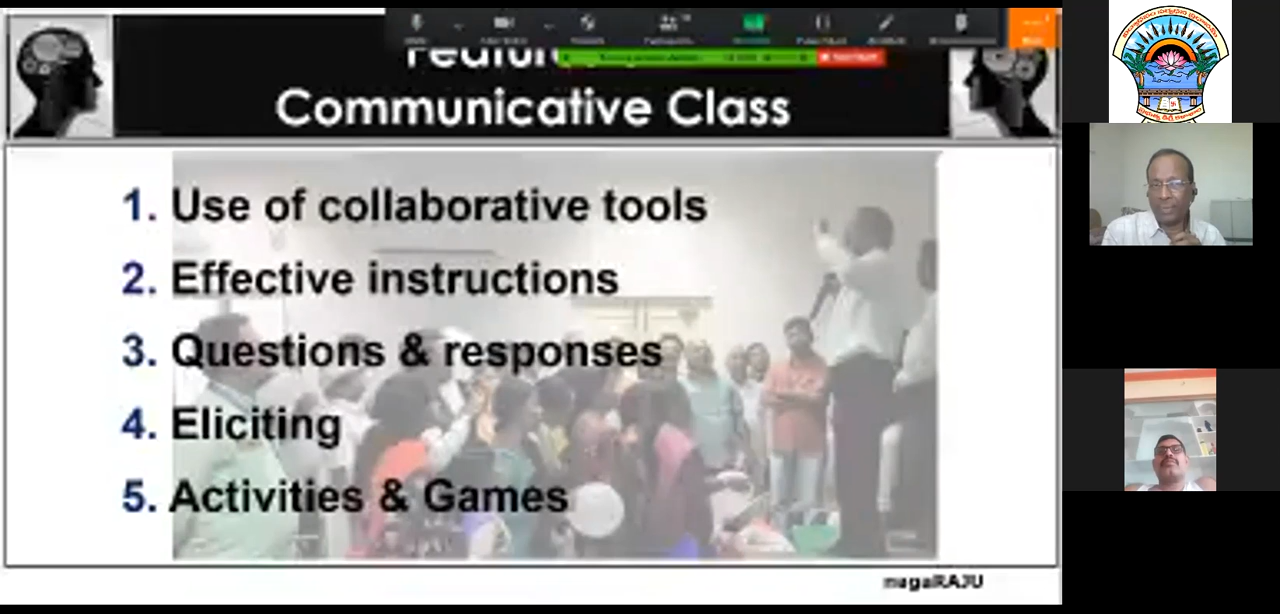 Communicative Class
1. Use of collaborative tools
2. Effective instructions
3. Questions & responses
4. Eliciting
5. Activities & Games
nagaRAJU